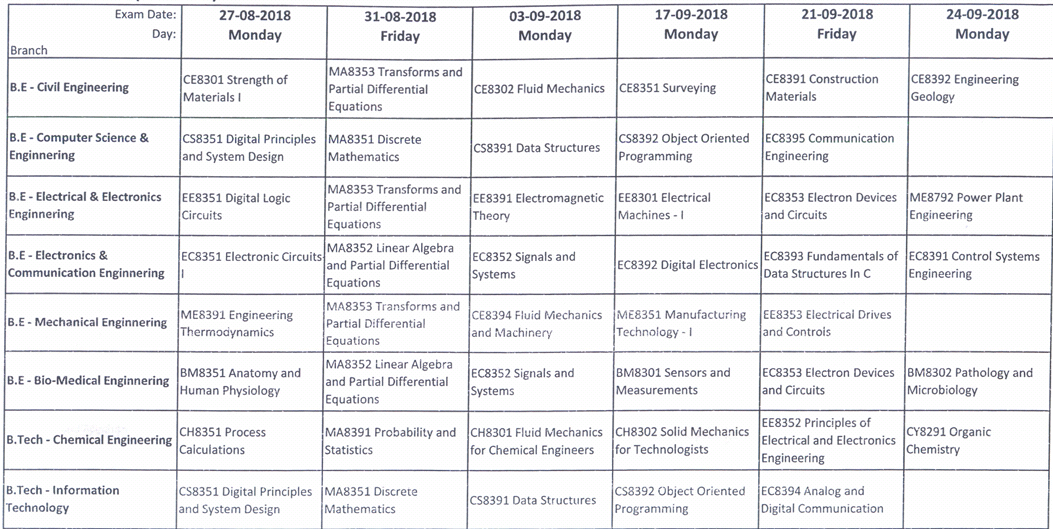 Exam Date: 27-08-2018 31-08-2018 03-09-2018 17-09-2018 21-09-2018 24-09-2018
Day: Monday Friday Monday Monday Friday Monday
Branch
B.E - Civil Engineering
CE8301 Strength of
Materials I
MA8353 Transforms and
Partial Differential
Equations
CE8302 Fluid Mechanics
CE8351 Surveying
CE8391 Construction
Materials
CE8392 Engineering
Geology
B.E - Computer Science &
Enginnering
CS8351 Digital Principles
and System Design
MA8351 Discrete
Mathematics
CS8391 Data Structures
CS8392 Object Oriented
Programming
EC8395 Communication
Engineering
B.E - Electrical & Electronics
Enginnering
EE8351 Digital Logic
Circuits
MA8353 Transforms and
Partial Differential
Equations
EE8391 Electromagnetic
Theory
EE8301 Electrical
Machines - I
EC8353 Electron Devices
and Circuits
ME8792 Power Plant
Engineering
B.E - Electronics &
Communication Enginnering
EC8351 Electronic Circuits-
I
MA8352 Linear Algebra
and Partial Differential
Equations
EC8352 Signals and
Systems
EC8392 Digital Electronics
EC8393 Fundamentals of
Data Structures In C
EC8391 Control Systems
Engineering
B.E - Mechanical Enginnering
ME8391 Engineering
Thermodynamics
MA8353 Transforms and
Partial Differential
Equations
CE8394 Fluid Mechanics
and Machinery
ME8351 Manufacturing
Technology - I
EE8353 Electrical Drives
and Controls
B.E - Bio-Medical Enginnering
BM8351 Anatomy and
Human Physiology
MA8352 Linear Algebra
and Partial Differential
Equations
EC8352 Signals and
Systems
BM8301 Sensors and
Measurements
EC8353 Electron Devices
and Circuits
BM8302 Pathology and
Microbiology
B.Tech - Chemical Engineering
CH8351 Process
Calculations
MA8391 Probability and
Statistics
CH8301 Fluid Mechanics
for Chemical Engineers
CH8302 Solid Mechanics
for Technologists
EE8352 Principles of
Electrical and Electronics
Engineering
CY8291 Organic
Chemistry
B.Tech - Information
Technology
CS8351 Digital Principles
and System Design
MA8351 Discrete
Mathematics
CS8391 Data Structures
CS8392 Object Oriented
Programming
EC8394 Analog and
Digital Communication